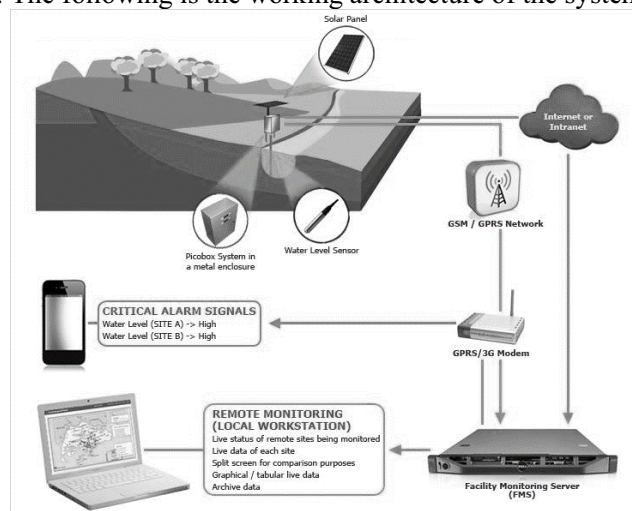 . The following is the working architecture of the system
Solar Panel
Internet or
Intranet
GSM / GPRS Network
Picobox System in
a metal enclosure
Water Level Sensor
CRITICAL ALARM SIGNALS
Water Level (SITE A) -> High
Water Level (SITE B) -> High
GPRS/3G Modem
REMOTE MONITORING
(LOCAL WORKSTATION)
Live status of remote sites being monitored
Live data of each site
Split screen for comparison purposes
Graphical / tabular live data
Archive data
Facility Monitoring Server
(FMS)